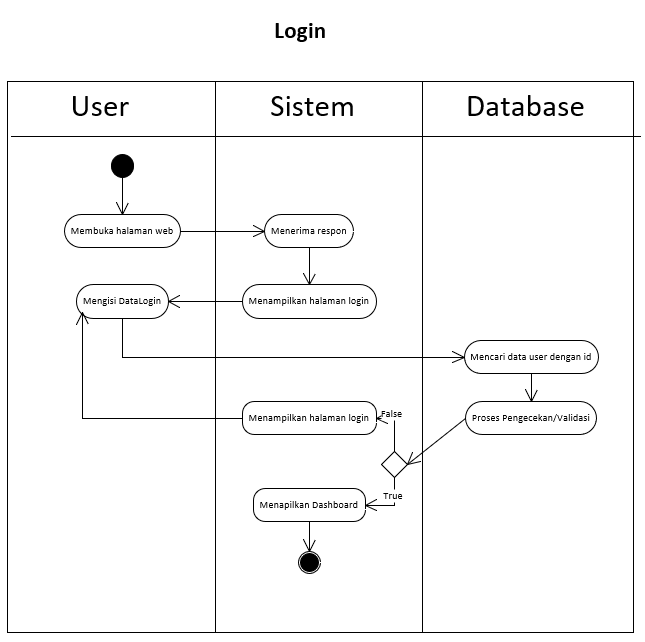 Login
User
Sistem
Database
Membuka halaman web
Menerima respon
Mengisi DataLogin
Menampilkan halaman login
Mencari data user dengan id
Menampilkan halaman login
False
Proses Pengecekan/Validasi
True
Menapilkan Dashboard